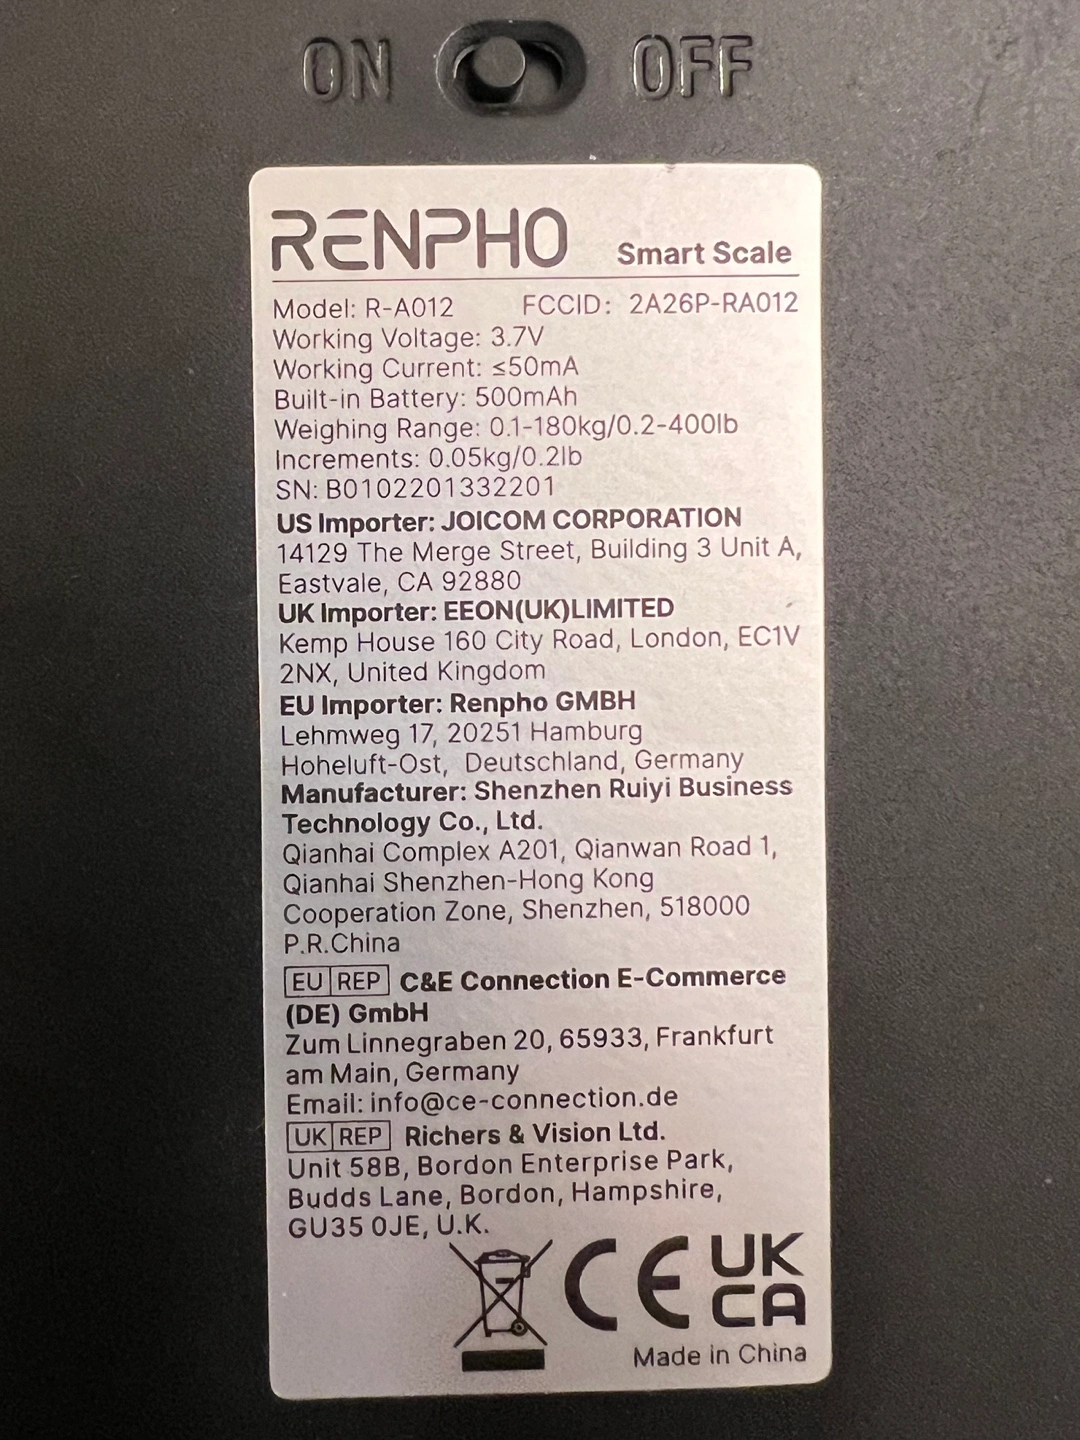 ON OFF
RENPHO Smart Scale
Model: R-A012 FCCID: 2A26P-RA012
Working Voltage: 3.7V
Working Current: ≤50mA
Built-in Battery: 500mAh
Weighing Range: 0.1-180kg/0.2-400lb
Increments: 0.05kg/0.2lb
SN: B0102201332201
US Importer: JOICOM CORPORATION
14129 The Merge Street, Building 3 Unit A,
Eastvale, CA 92880
UK Importer: EEON(UK)LIMITED
Kemp House 160 City Road, London, EC1V
2NX, United Kingdom
EU Importer: Renpho GMBH
Lehmweg 17, 20251 Hamburg
Hoheluft-Ost, Deutschland, Germany
Manufacturer: Shenzhen Ruiyi Business
Technology Co., Ltd.
Qianhai Complex A201, Qianwan Road 1,
Qianhai Shenzhen-Hong Kong
Cooperation Zone, Shenzhen, 518000
P.R.China
EU REP C&E Connection E-Commerce
(DE) GmbH
Zum Linnegraben 20, 65933, Frankfurt
am Main, Germany
Email: info@ce-connection.de
UK REP Richers & Vision Ltd.
Unit 58B, Bordon Enterprise Park,
Budds Lane, Bordon, Hampshire,
GU35 0JE, U.K.
CE UK
CA
Made in China